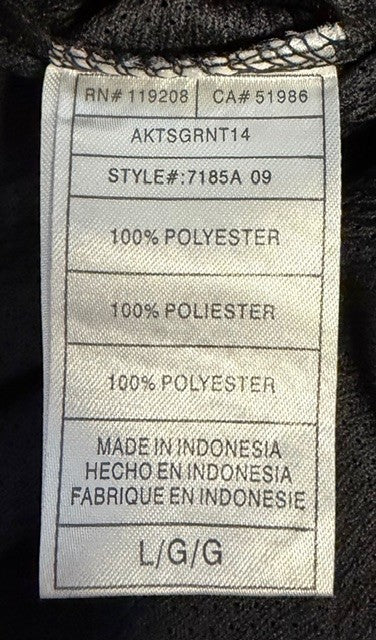 RN# 119208 CA# 51986
AKTSGRNT14
STYLE#:7185A 09
100% POLYESTER
100% POLIESTER
100% POLYESTER
MADE IN INDONESIA
HECHO EN INDONESIA
FABRIQUE EN INDONESIE
L/G/G